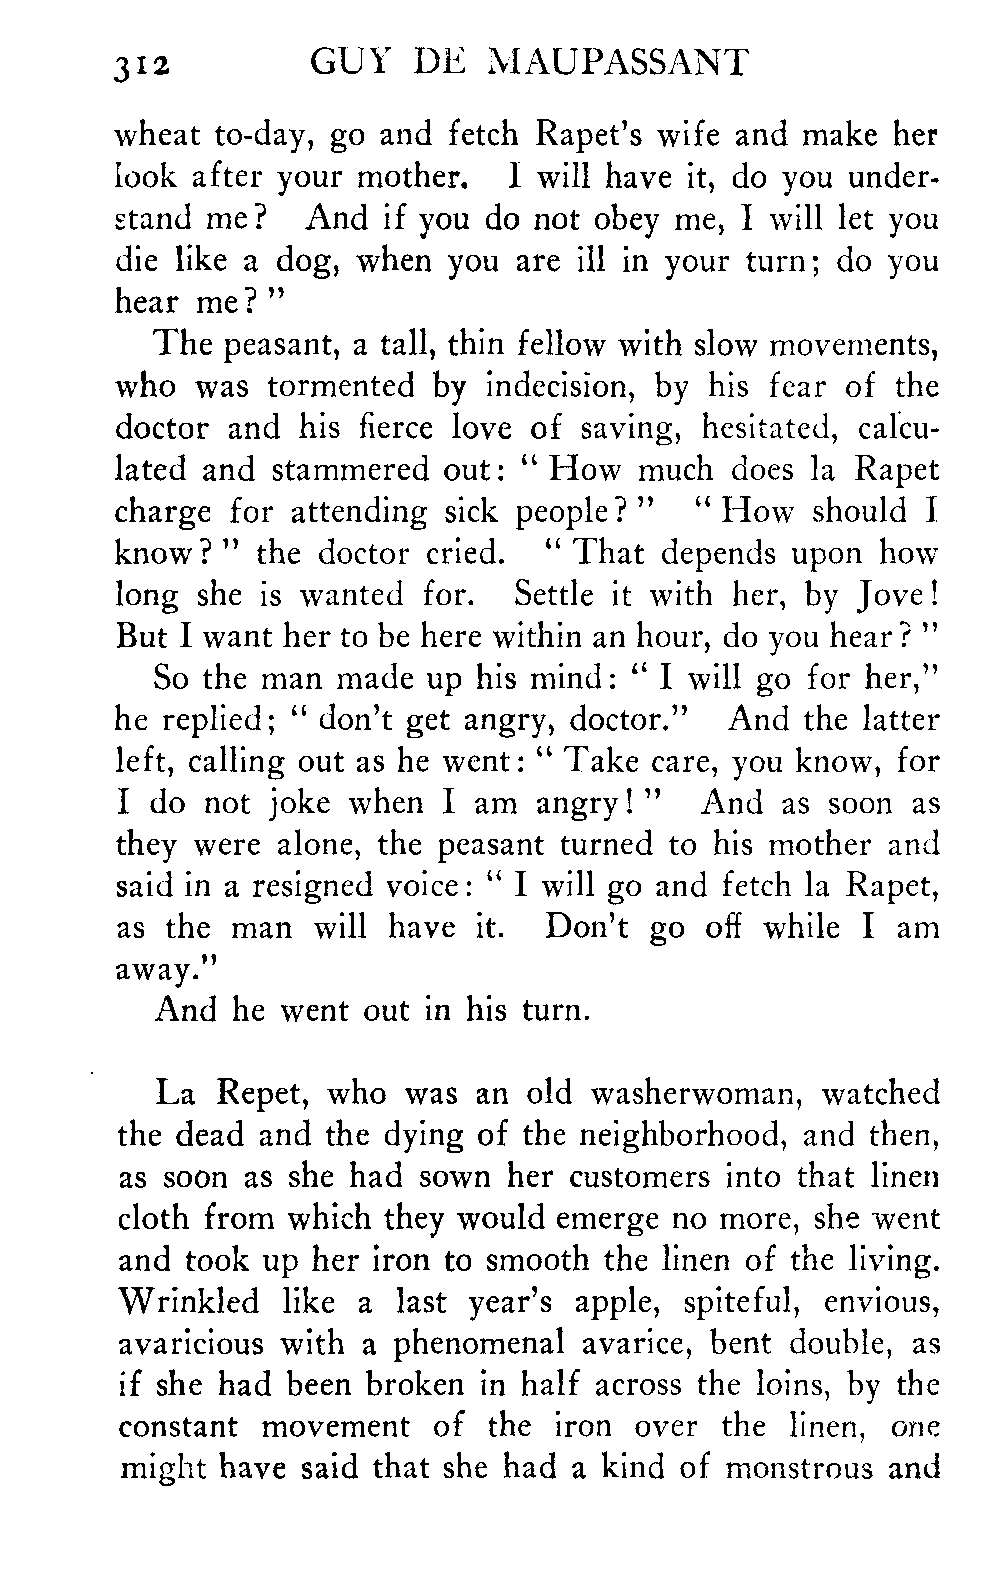 312 GUY DE MAUPASSANT
wheat to-day, go and fetch Rapet's wife and make her
look after your mother. I will have it, do you under-
stand me? And if you do not obey me, I will let you
die like a dog, when you are ill in your turn; do you
hear me?"
The peasant, a tall, thin fellow with slow movements,
who was tormented by indecision, by his fear of the
doctor and his fierce love of saving, hesitated, calcu-
lated and stammered out: "How much does la Rapet
charge for attending sick people?" "How should I
know?" the doctor cried. "That depends upon how
long she is wanted for. Settle it with her, by Jove!
But I want her to be here within an hour, do you hear?"
So the man made up his mind: "I will go for her,"
he replied; "don't get angry, doctor." And the latter
left, calling out as he went: "Take care, you know, for
I do not joke when I am angry!" And as soon as
they were alone, the peasant turned to his mother and
said in a resigned voice: "I will go and fetch la Rapet,
as the man will have it. Don't go off while I am
away."
And he went out in his turn.
La Repet, who was an old washerwoman, watched
the dead and the dying of the neighborhood, and then,
as soon as she had sown her customers into that linen
cloth from which they would emerge no more, she went
and took up her iron to smooth the linen of the living.
Wrinkled like a last year's apple, spiteful, envious,
avaricious with a phenomenal avarice, bent double, as
if she had been broken in half across the loins, by the
constant movement of the iron over the linen, one
might have said that she had a kind of monstrous and